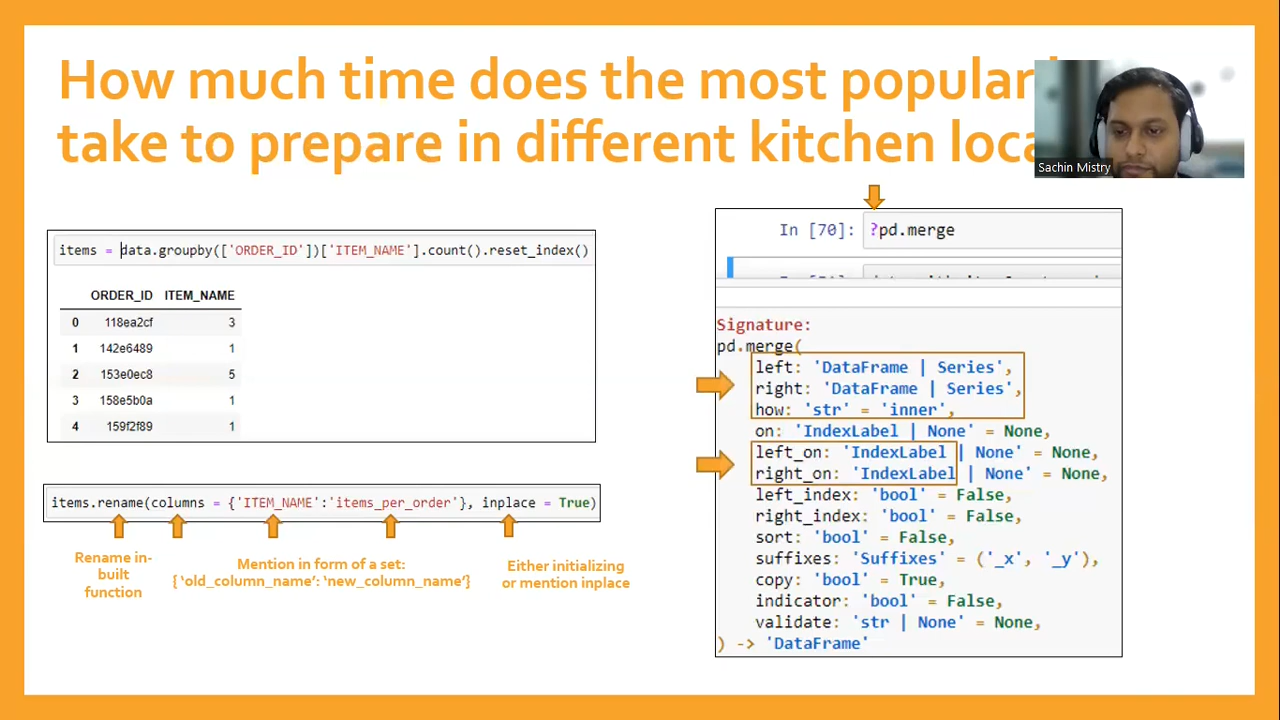 How much time does the most popular
take to prepare in different kitchen loca
Sachin Mistry
items = data.groupby(['ORDER_ID'])['ITEM_NAME'].count().reset_index()
ORDER_ID ITEM_NAME
0 118ea2cf 3
1 142e6489 1
2 153e0ec8 5
3 158e5b0a 1
4 159f2f89 1
items.rename(columns = {'ITEM_NAME':'items_per_order'}, inplace = True)
Rename in-
built
function
Mention in form of a set:
{'old_column_name': 'new_column_name'}
Either initializing
or mention inplace
In [70]: ?pd.merge
Signature:
pd.merge(
left: 'DataFrame | Series',
right: 'DataFrame | Series',
how: 'str' = 'inner',
on: 'IndexLabel | None' = None,
left_on: 'IndexLabel | None' = None,
right_on: 'IndexLabel | None' = None,
left_index: 'bool' = False,
right_index: 'bool' = False,
sort: 'bool' = False,
suffixes: 'Suffixes' = ('_x', '_y'),
copy: 'bool' = True,
indicator: 'bool' = False,
validate: 'str | None' = None,
) -> 'DataFrame'